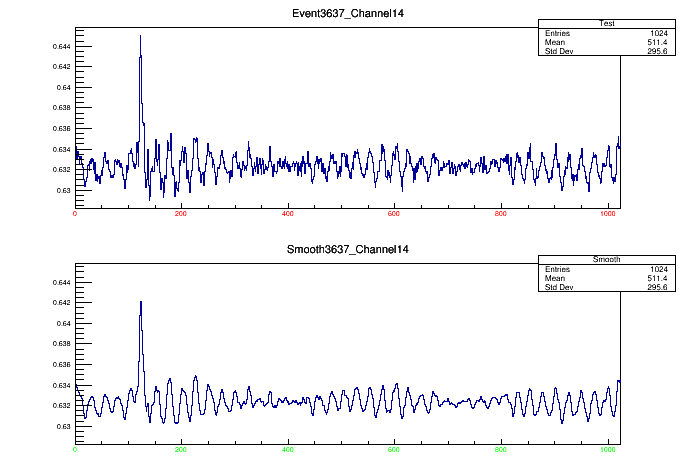 Event3637_Channel14
Test
Entries 1024
Mean 511.4
Std Dev 295.6
0.644
0.642
0.64
0.638
0.636
0.634
0.632
0.63
0 200 400 600 800 1000
Smooth3637_Channel14
Smooth
Entries 1024
Mean 511.4
Std Dev 295.6
0.644
0.642
0.64
0.638
0.636
0.634
0.632
0.63
0 200 400 600 800 1000